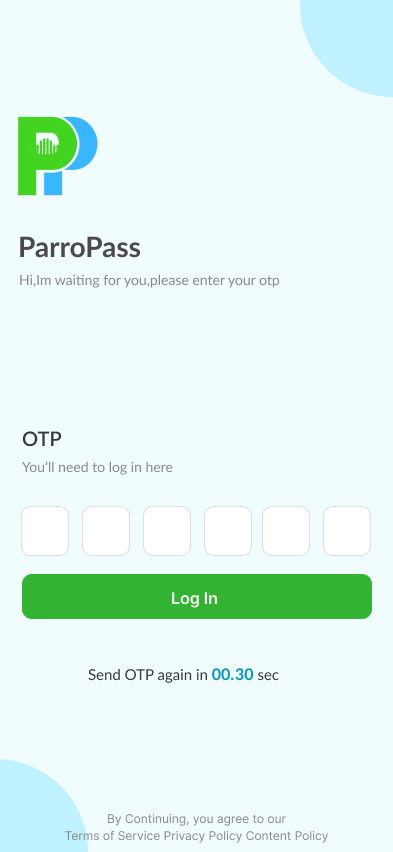 ParroPass
Hi,Im waiting for you,please enter your otp
OTP
You'll need to log in here
Log In
Send OTP again in 00.30 sec
By Continuing, you agree to our
Terms of Service Privacy Policy Content Policy